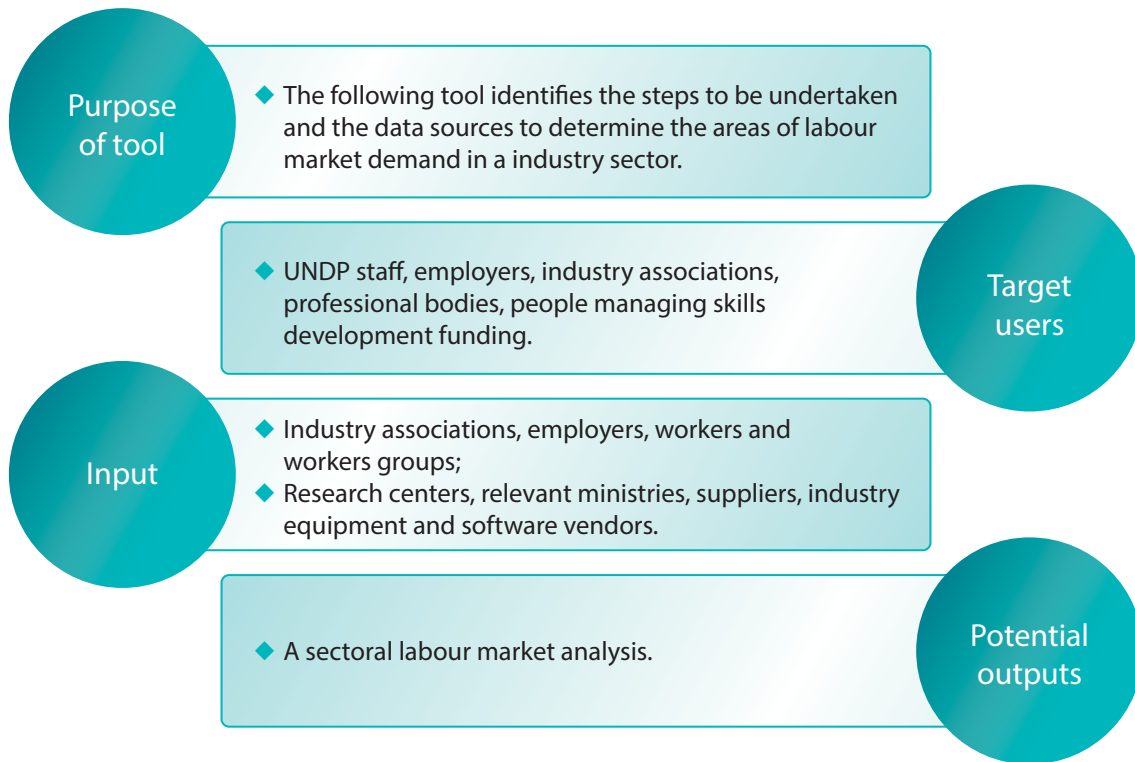 Purpose
of tool
◆ The following tool identifies the steps to be undertaken
and the data sources to determine the areas of labour
market demand in a industry sector.
◆ UNDP staff, employers, industry associations,
professional bodies, people managing skills
development funding.
Target
users
Input
◆ Industry associations, employers, workers and
workers groups;
◆ Research centers, relevant ministries, suppliers, industry
equipment and software vendors.
◆ A sectoral labour market analysis.
Potential
outputs